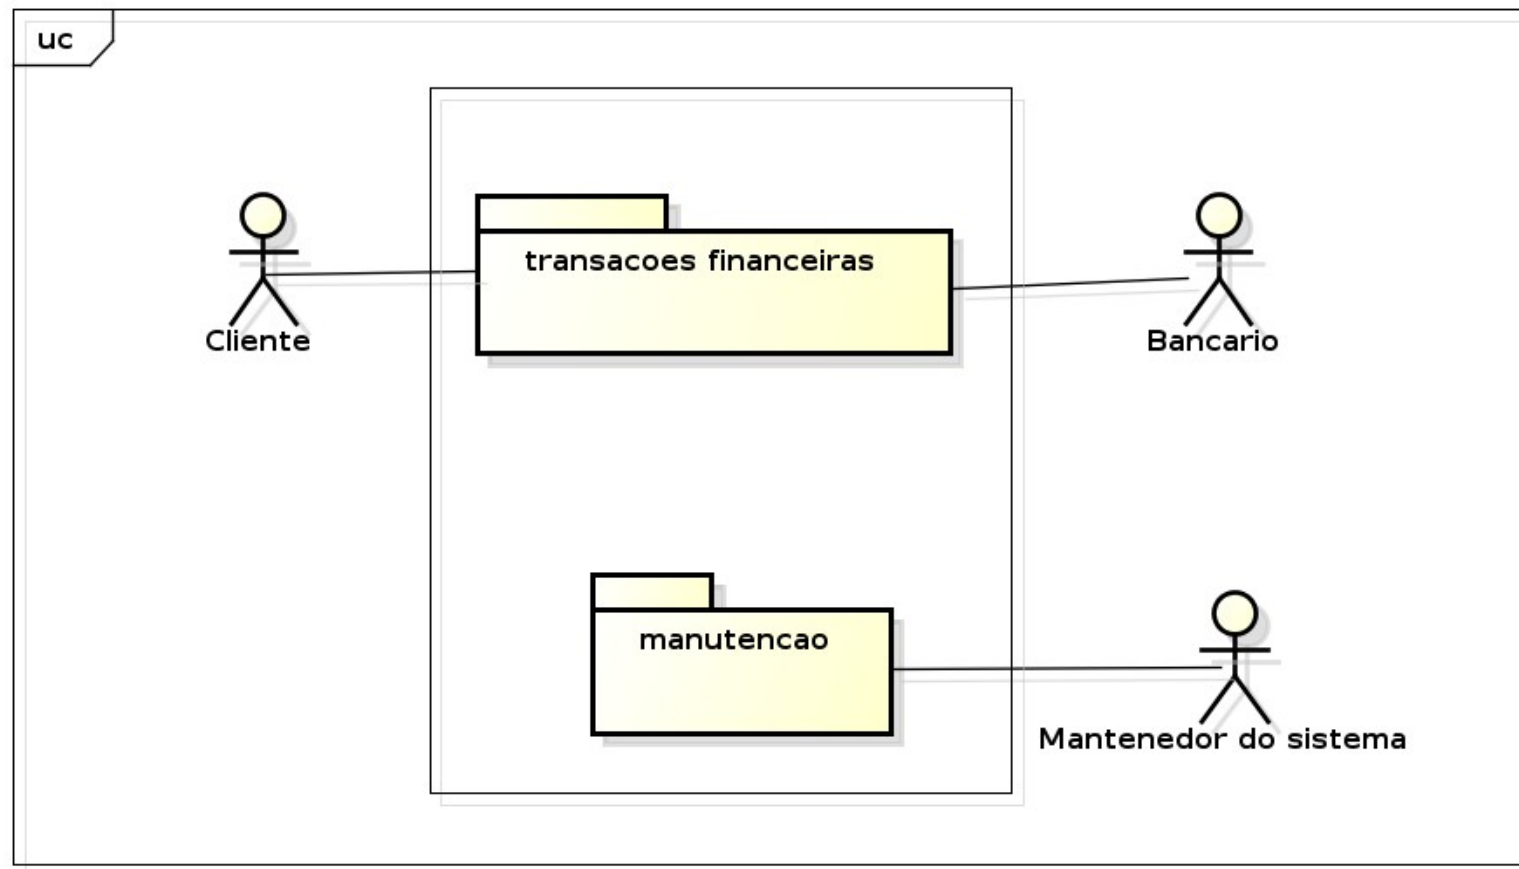 uc
transacoes financeiras
Cliente
Bancario
manutencao
Mantenedor do sistema